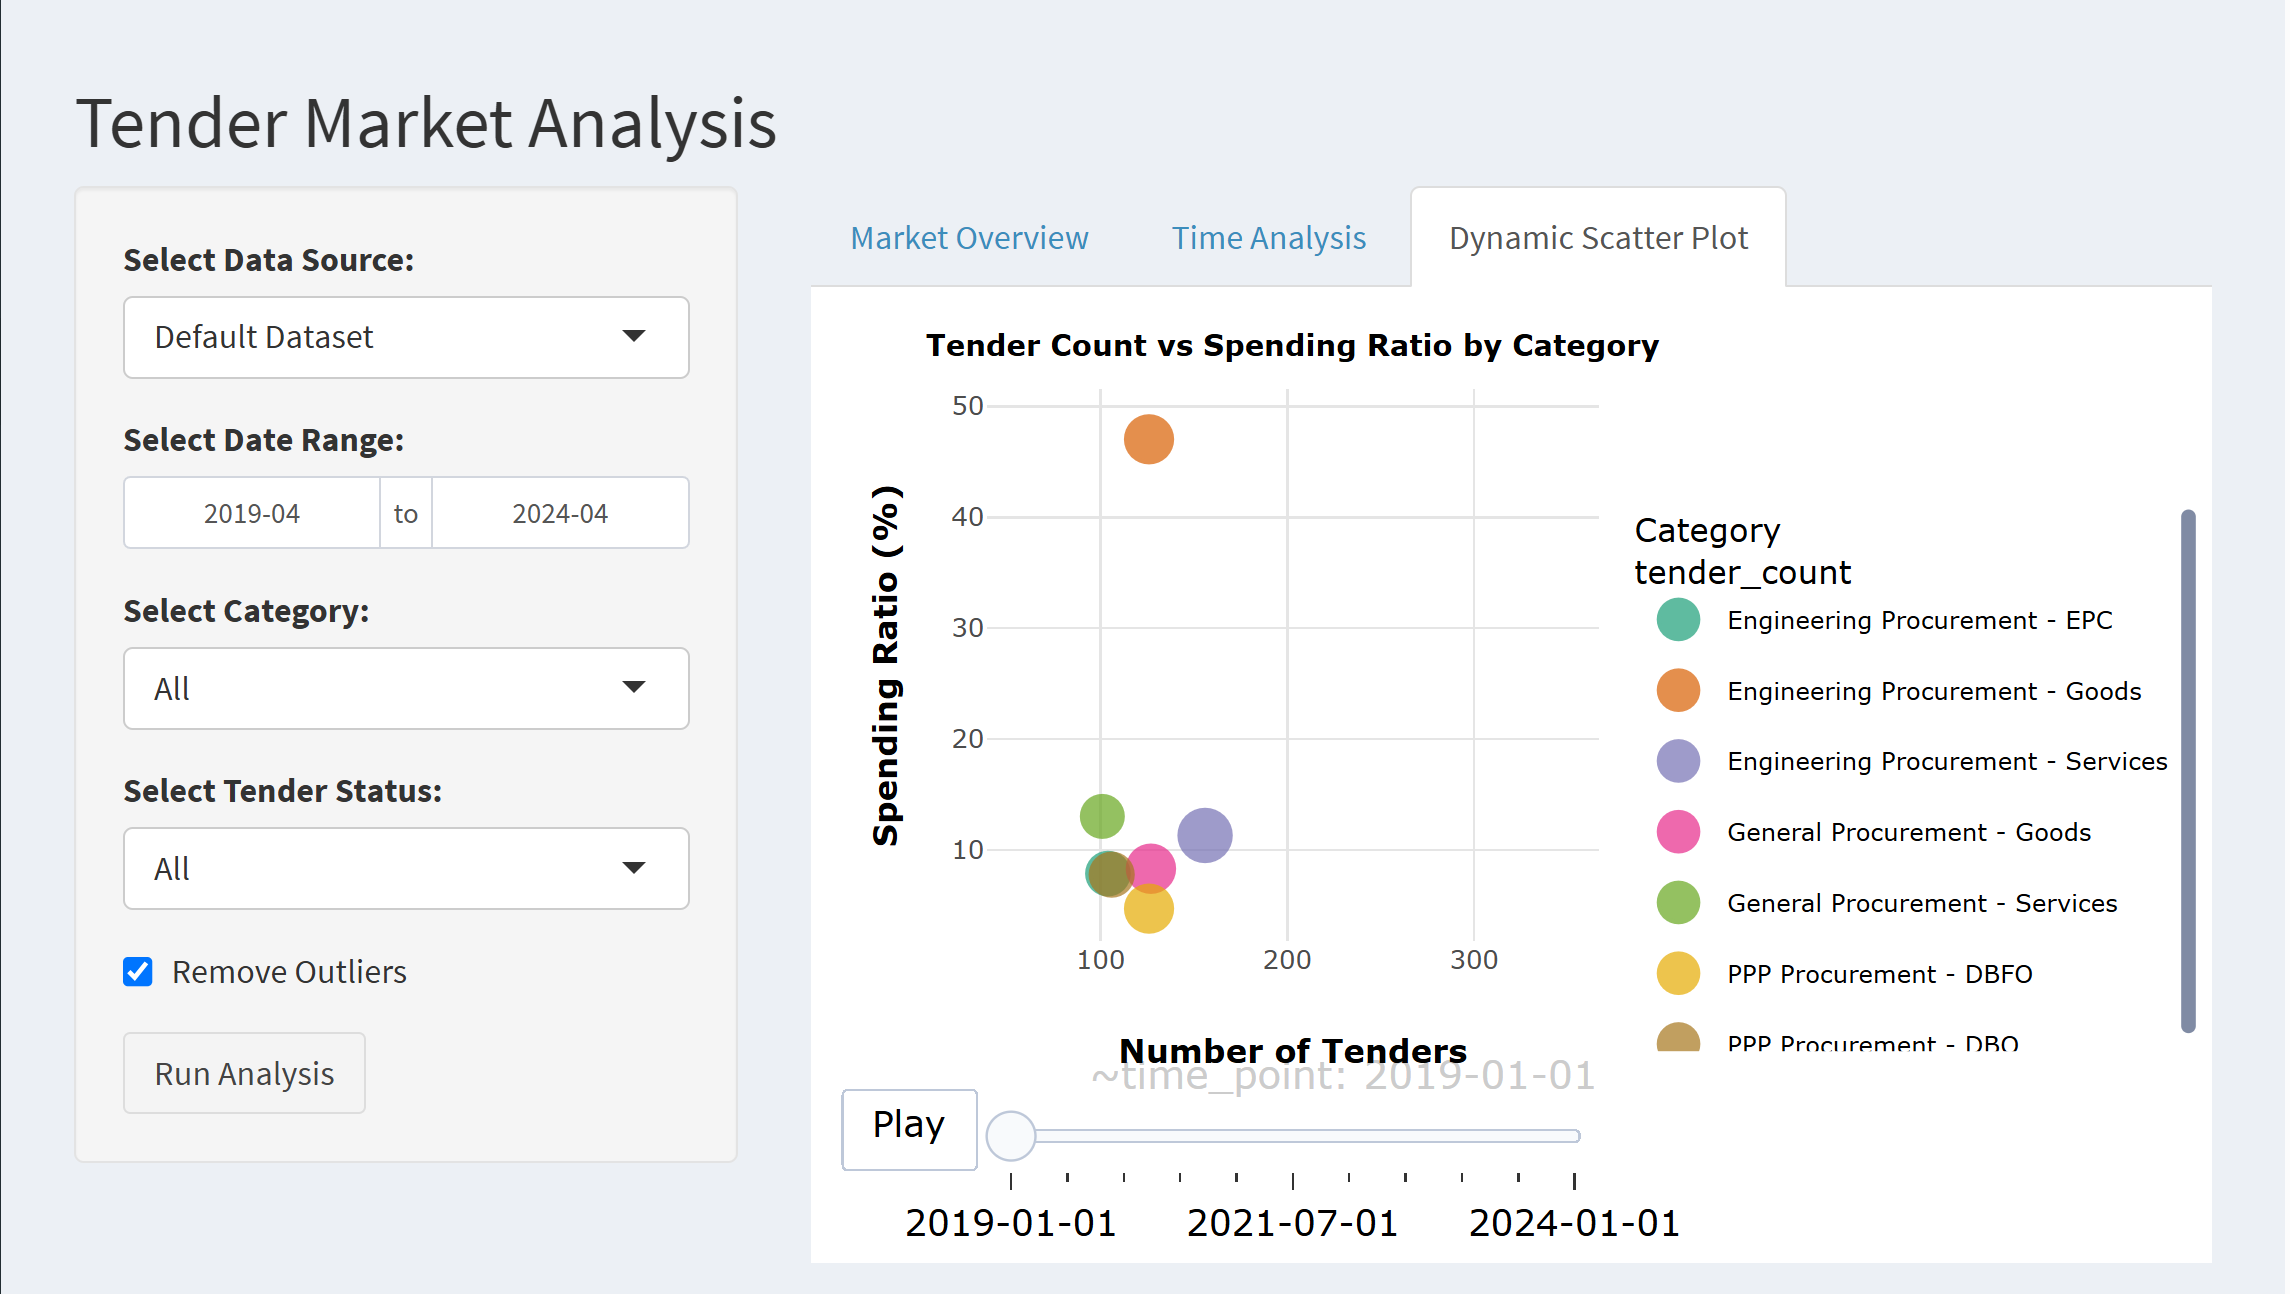 Tender Market Analysis
Select Data Source:
Default Dataset
Select Date Range:
2019-04 to 2024-04
Select Category:
All
Select Tender Status:
All
Remove Outliers
Run Analysis
Market Overview Time Analysis Dynamic Scatter Plot
Tender Count vs Spending Ratio by Category
Spending Ratio (%)
50
40
30
20
10
100 200 300
Number of Tenders
Category
tender_count
Engineering Procurement - EPC
Engineering Procurement - Goods
Engineering Procurement - Services
General Procurement - Goods
General Procurement - Services
PPP Procurement - DBFO
PPP Procurement - DBO
~time_point: 2019-01-01
Play
2019-01-01 2021-07-01 2024-01-01